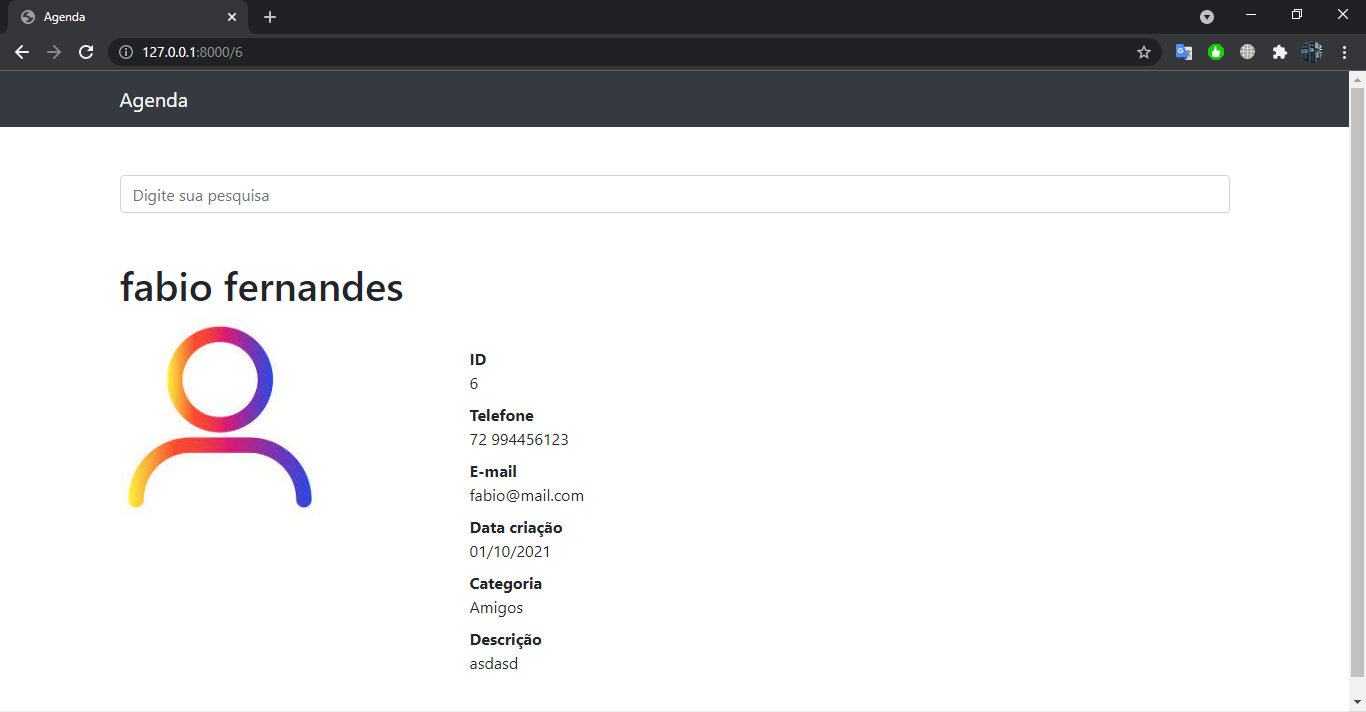 Agenda
127.0.0.1:8000/6
Agenda
Digite sua pesquisa
fabio fernandes
ID
6
Telefone
72 994456123
E-mail
fabio@mail.com
Data criação
01/10/2021
Categoria
Amigos
Descrição
asdasd